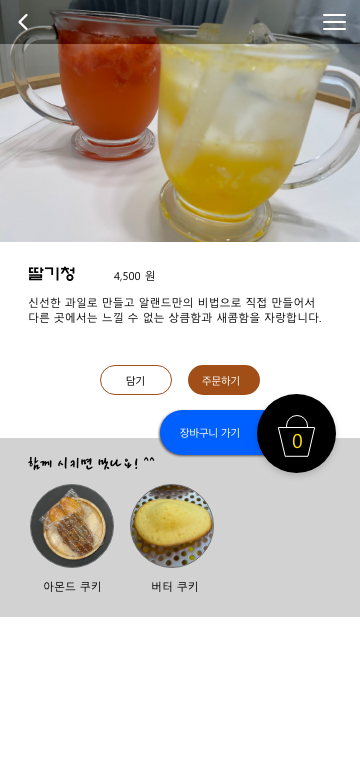 딸기청
4,500 원
신선한 과일로 만들고 알랜드만의 비법으로 직접 만들어서
다른 곳에서는 느낄 수 없는 상큼함과 새콤함을 자랑합니다.
담기
주문하기
장바구니 가기
0
함께 시키면 맛나요! ^^
아몬드 쿠키
버터 쿠키